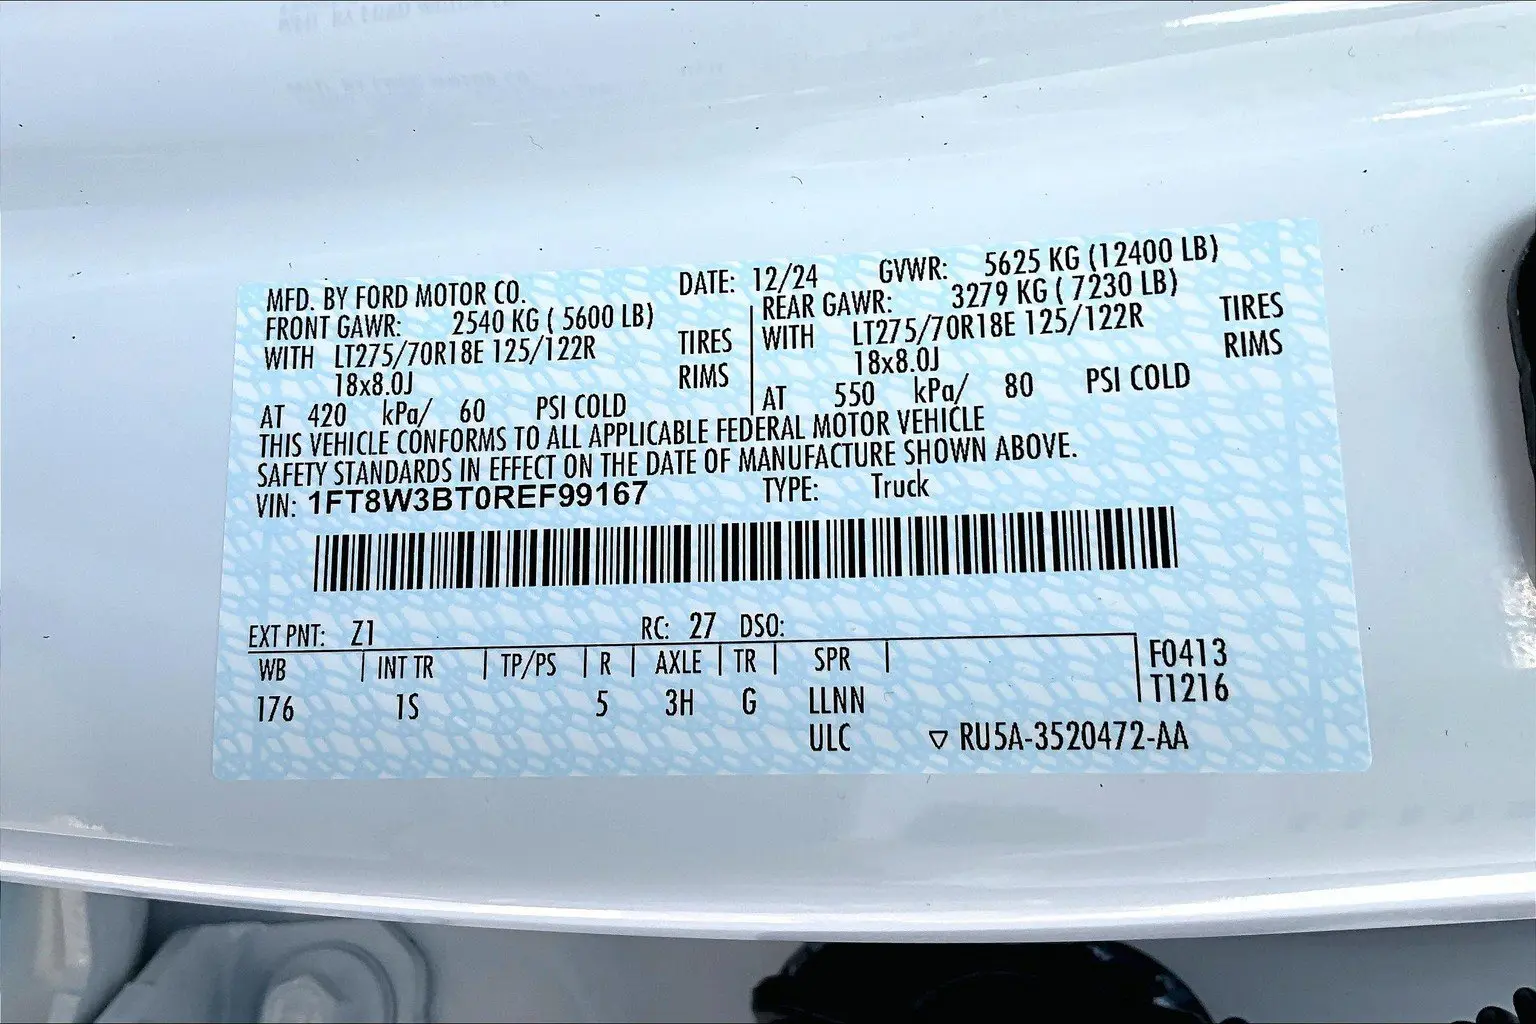 MFD. BY FORD MOTOR CO. DATE: 12/24 GVWR: 5625 KG (12400 LB)
FRONT GAWR: 2540 KG ( 5600 LB) REAR GAWR: 3279 KG ( 7230 LB)
WITH LT275/70R18E 125/122R TIRES WITH LT275/70R18E 125/122R TIRES
18x8.0J RIMS 18x8.0J RIMS
AT 420 kPa/ 60 PSI COLD AT 550 kPa/ 80 PSI COLD
THIS VEHICLE CONFORMS TO ALL APPLICABLE FEDERAL MOTOR VEHICLE
SAFETY STANDARDS IN EFFECT ON THE DATE OF MANUFACTURE SHOWN ABOVE.
VIN: 1FT8W3BT0REF99167 TYPE: Truck
EXT PNT: Z1 RC: 27 DSO:
WB INT TR TP/PS R AXLE TR SPR F0413
176 1S 5 3H G LLNN T1216
ULC RU5A-3520472-AA